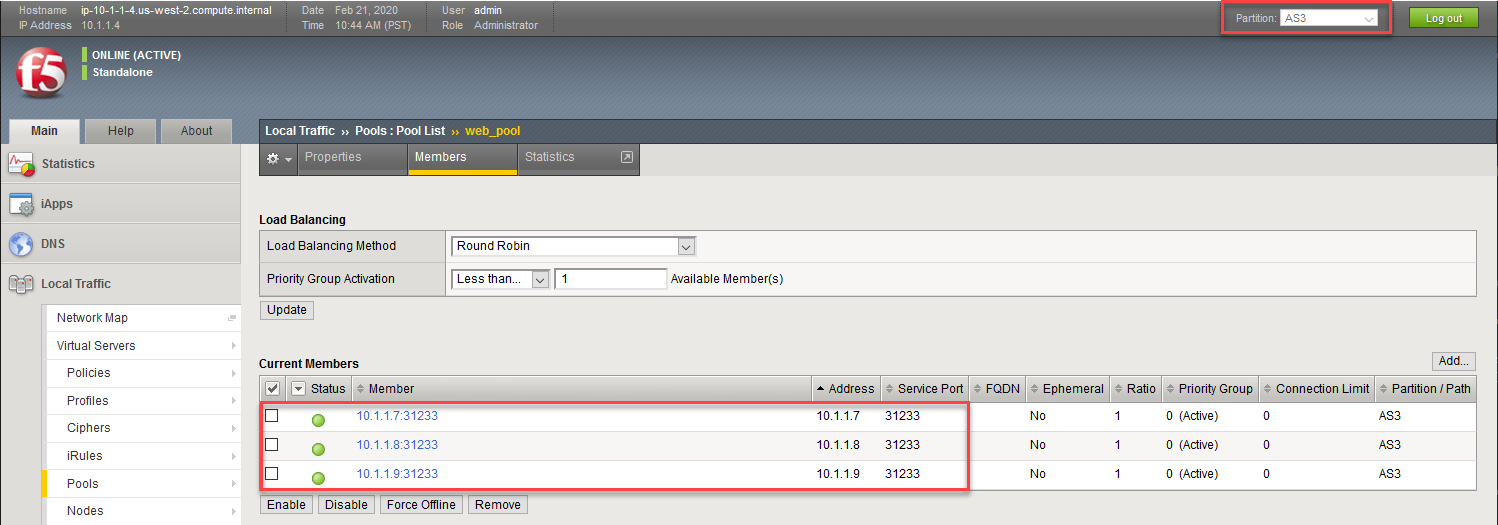 Hostname ip-10-1-1-4.us-west-2.compute.internal Date Feb 21, 2020 User admin Partition: AS3 Log out
IP Address 10.1.1.4 Time 10:44 AM (PST) Role Administrator
f5
ONLINE (ACTIVE)
Standalone
Main Help About
Local Traffic ›› Pools : Pool List ›› web_pool
Properties Members Statistics
Statistics
iApps
DNS
Local Traffic
Network Map
Virtual Servers
Policies
Profiles
Ciphers
iRules
Pools
Nodes
Load Balancing
Load Balancing Method Round Robin
Priority Group Activation Less than... 1 Available Member(s)
Update
Current Members Add...
Status Member Address Service Port FQDN Ephemeral Ratio Priority Group Connection Limit Partition / Path
10.1.1.7:31233 10.1.1.7 31233 No 1 0 (Active) 0 AS3
10.1.1.8:31233 10.1.1.8 31233 No 1 0 (Active) 0 AS3
10.1.1.9:31233 10.1.1.9 31233 No 1 0 (Active) 0 AS3
Enable Disable Force Offline Remove